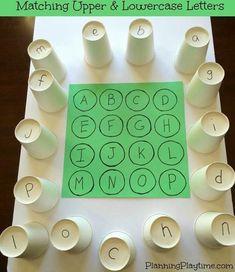 Matching Upper & Lowercase Letters
m
k
a
e
b
f
g
j
i
p
d
o
l
o
c
h
n
A B C D
E F G H
I J K L
M N O P
PlanningPlaytime.com